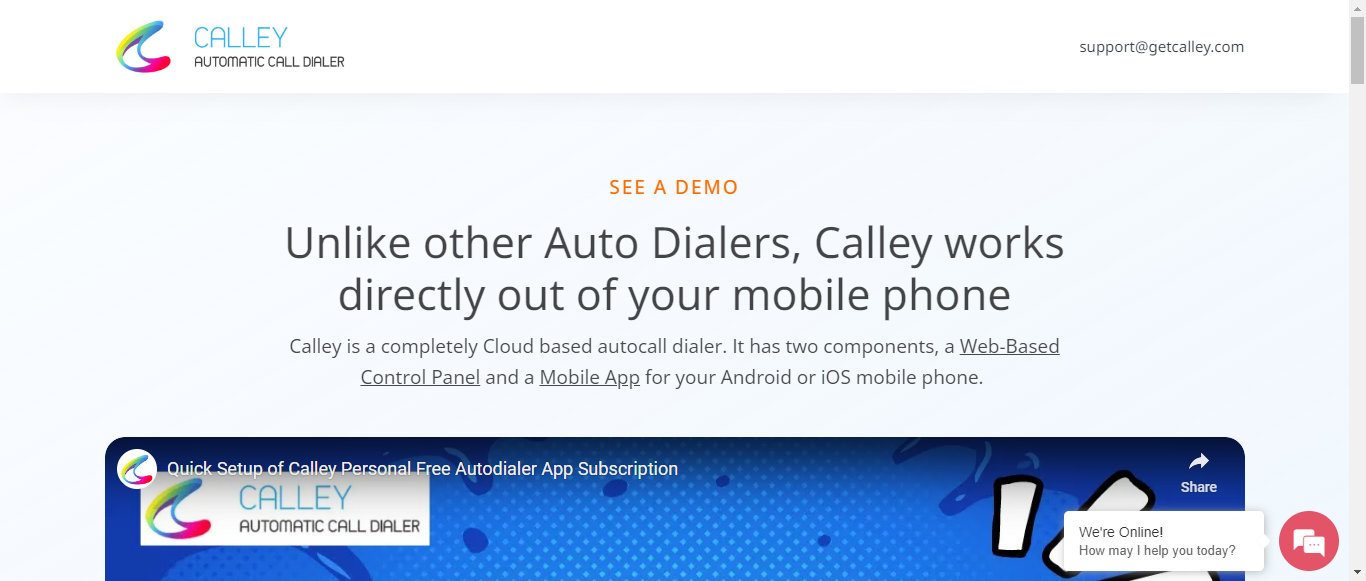 CALLEY
AUTOMATIC CALL DIALER
support@getcalley.com
SEE A DEMO
Unlike other Auto Dialers, Calley works
directly out of your mobile phone
Calley is a completely Cloud based autocall dialer. It has two components, a Web-Based
Control Panel and a Mobile App for your Android or iOS mobile phone.
Quick Setup of Calley Personal Free Autodialer App Subscription
Share
CALLEY
AUTOMATIC CALL DIALER
We're Online!
How may I help you today?